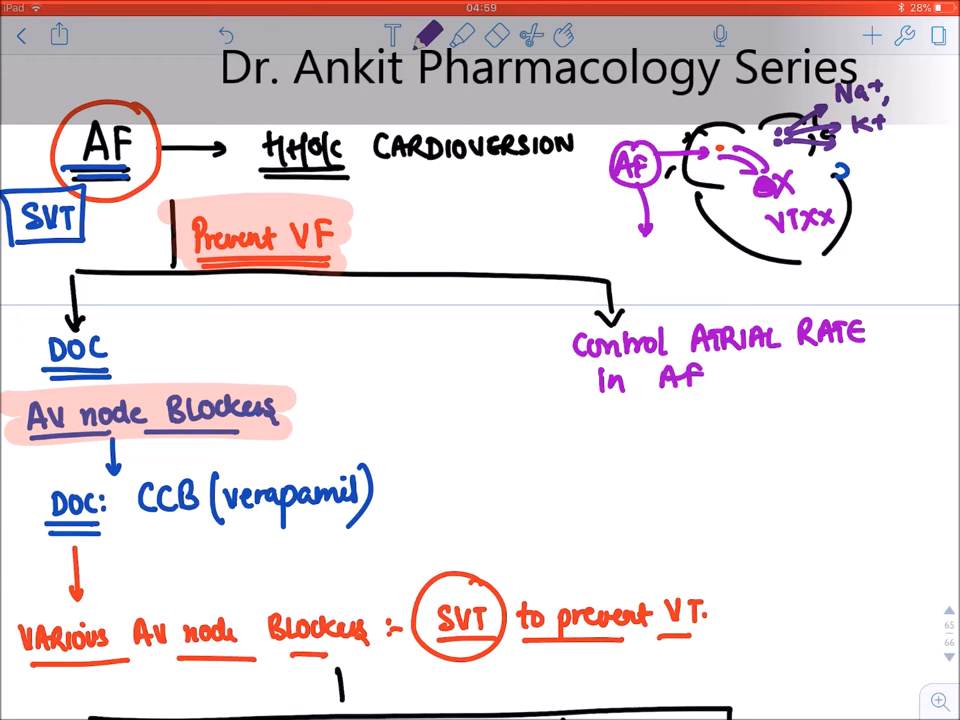 iPad 04:59 28%
T
Dr. Ankit Pharmacology Series
Na+,
K+
AF CARDIOVERSION
AF
X
VTXX
SVT
Prevent VF
DOC
Control ATRIAL RATE
in AF
AV node BLOCKERS
DOC: CCB (verapamil)
VARIOUS AV node BLOCKERS :- SVT to prevent VT.
65
66